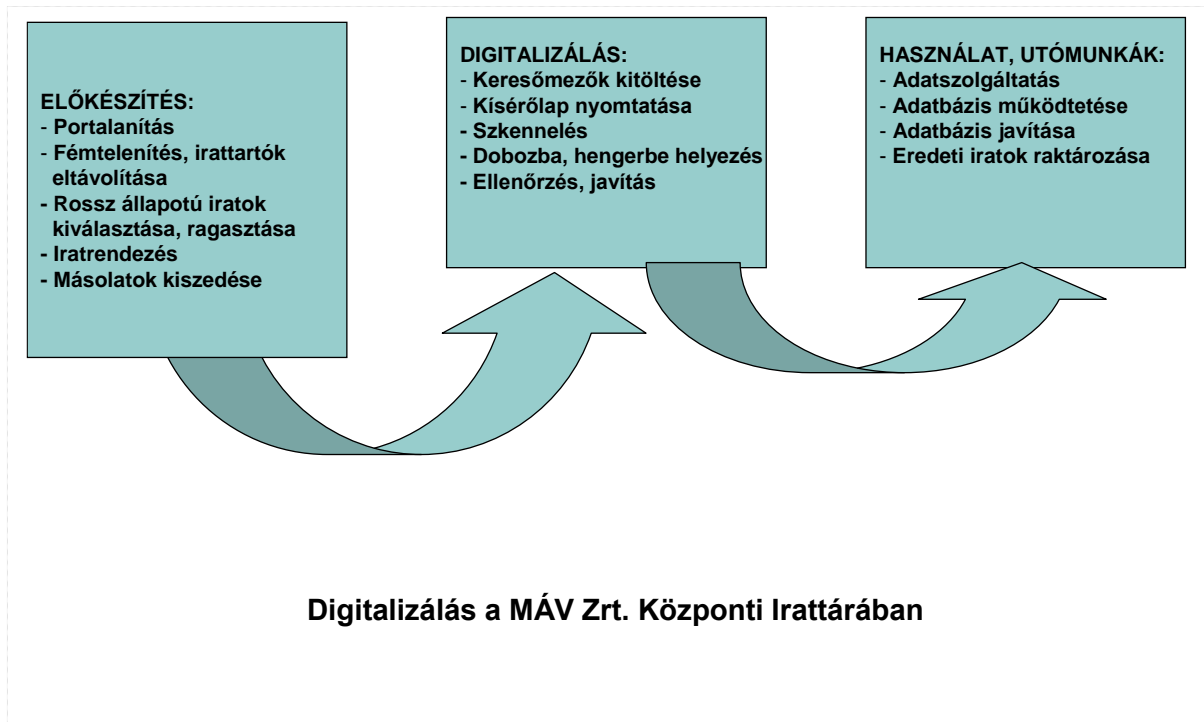 ELŐKÉSZÍTÉS:
- Portalanítás
- Fémtelenítés, irattartók
eltávolítása
- Rossz állapotú iratok
kiválasztása, ragasztása
- Iratrendezés
- Másolatok kiszedése
DIGITALIZÁLÁS:
- Keresőmezők kitöltése
- Kísérőlap nyomtatása
- Szkennelés
- Dobozba, hengerbe helyezés
- Ellenőrzés, javítás
HASZNÁLAT, UTÓMUNKÁK:
- Adatszolgáltatás
- Adatbázis működtetése
- Adatbázis javítása
- Eredeti iratok raktározása
Digitalizálás a MÁV Zrt. Központi Irattárában